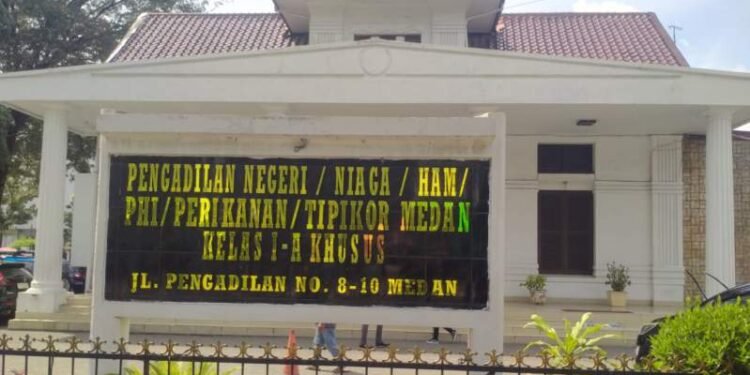 PENGADILAN NEGERI / NIAGA / HAM/
PHI/PERIKANAN/TIPIKOR MEDAN
KELAS I-A KHUSUS
JL. PENGADILAN NO. 8-10 MEDAN